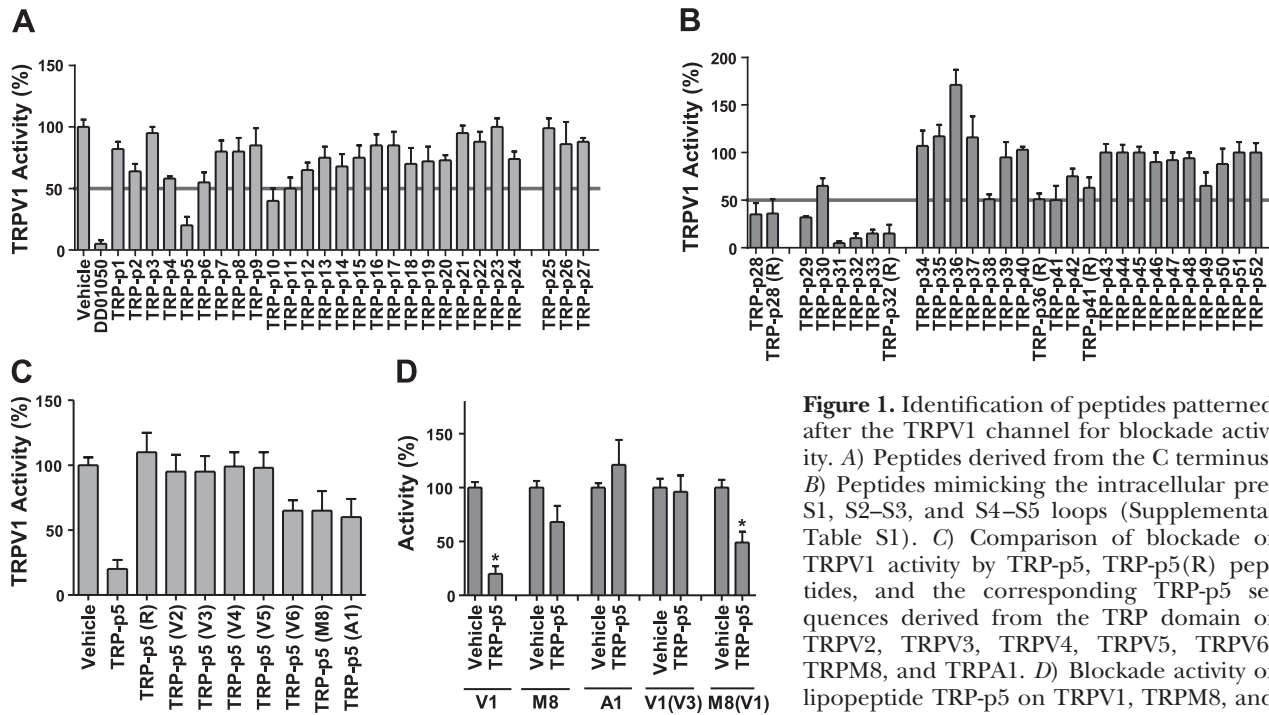 A
TRPV1 Activity (%)
150
100
50
0
Vehicle
DD01050
TRP-p1
TRP-p2
TRP-p3
TRP-p4
TRP-p5
TRP-p6
TRP-p7
TRP-p8
TRP-p9
TRP-p10
TRP-p11
TRP-p12
TRP-p13
TRP-p14
TRP-p15
TRP-p16
TRP-p17
TRP-p18
TRP-p19
TRP-p20
TRP-p21
TRP-p22
TRP-p23
TRP-p24
TRP-p25
TRP-p26
TRP-p27
B
TRPV1 Activity (%)
200
150
100
50
0
TRP-p28
TRP-p28 (R)
TRP-p29
TRP-p30
TRP-p31
TRP-p32
TRP-p33
TRP-p32 (R)
TRP-p34
TRP-p35
TRP-p36
TRP-p37
TRP-p38
TRP-p39
TRP-p40
TRP-p36 (R)
TRP-p41
TRP-p42
TRP-p41 (R)
TRP-p43
TRP-p44
TRP-p45
TRP-p46
TRP-p47
TRP-p48
TRP-p49
TRP-p50
TRP-p51
TRP-p52
C
TRPV1 Activity (%)
150
100
50
0
Vehicle
TRP-p5
TRP-p5 (R)
TRP-p5 (V2)
TRP-p5 (V3)
TRP-p5 (V4)
TRP-p5 (V5)
TRP-p5 (V6)
TRP-p5 (M8)
TRP-p5 (A1)
D
Activity (%)
150
100
50
0
*
*
Vehicle
TRP-p5
Vehicle
TRP-p5
Vehicle
TRP-p5
Vehicle
TRP-p5
Vehicle
TRP-p5
V1
M8
A1
V1(V3)
M8(V1)
Figure 1. Identification of peptides patterned
after the TRPV1 channel for blockade activ
ity. A) Peptides derived from the C terminus
B) Peptides mimicking the intracellular pre
S1, S2–S3, and S4–S5 loops (Supplementa
Table S1). C) Comparison of blockade o
TRPV1 activity by TRP-p5, TRP-p5(R) pep
tides, and the corresponding TRP-p5 se
quences derived from the TRP domain o
TRPV2, TRPV3, TRPV4, TRPV5, TRPV6
TRPM8, and TRPA1. D) Blockade activity o
lipopeptide TRP-p5 on TRPV1, TRPM8, and